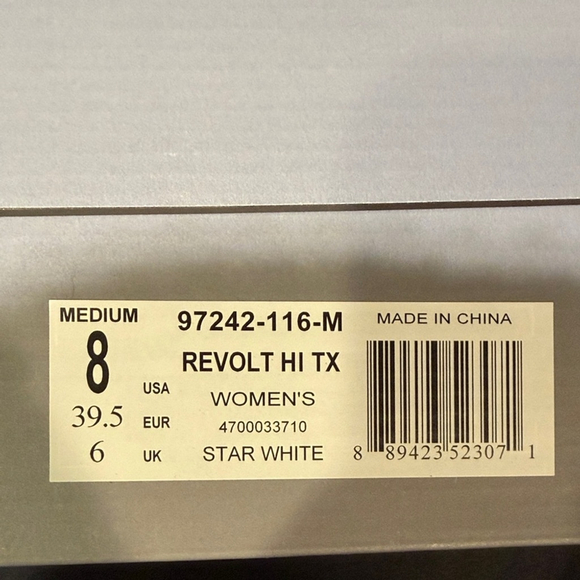 MEDIUM
8 USA
39.5 EUR
6 UK
97242-116-M
REVOLT HI TX
WOMEN'S
4700033710
STAR WHITE
MADE IN CHINA
8 89423 52307 1